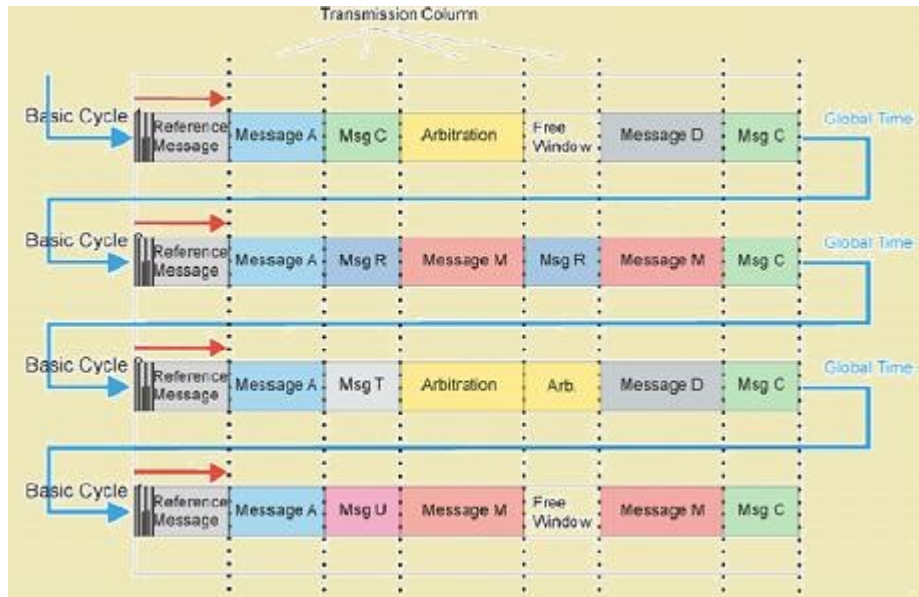 Transmission Column
Basic Cycle
Reference
Message
Message A
Msg C
Arbitration
Free
Window
Message D
Msg C
Global Time
Basic Cycle
Reference
Message
Message A
Msg R
Message M
Msg R
Message M
Msg C
Global Time
Basic Cycle
Reference
Message
Message A
Msg T
Arbitration
Arb.
Message D
Msg C
Global Time
Basic Cycle
Reference
Message
Message A
Msg U
Message M
Free
Window
Message M
Msg C